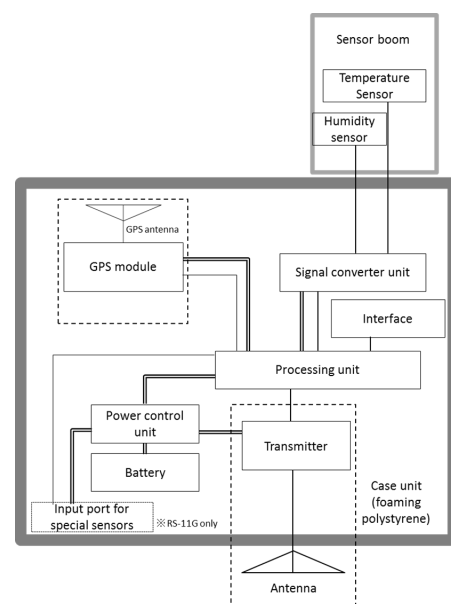 Sensor boom
Temperature
Sensor
Humidity
sensor
GPS antenna
GPS module
Signal converter unit
Interface
Processing unit
Power control
unit
Transmitter
Battery
Case unit
(foaming
polystyrene)
Input port for
special sensors
※ RS-11G only
Antenna